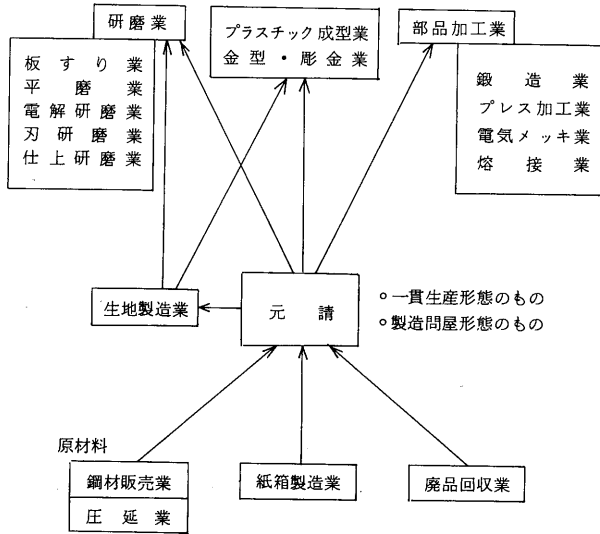 研磨業
板すり業
平磨業
電解研磨業
刃研磨業
仕上研磨業
プラスチック成型業
金型・彫金業
部品加工業
鍛造業
プレス加工業
電気メッキ業
熔接業
生地製造業
元請
○一貫生産形態のもの
○製造問屋形態のもの
原材料
鋼材販売業
圧延業
紙箱製造業
廃品回収業